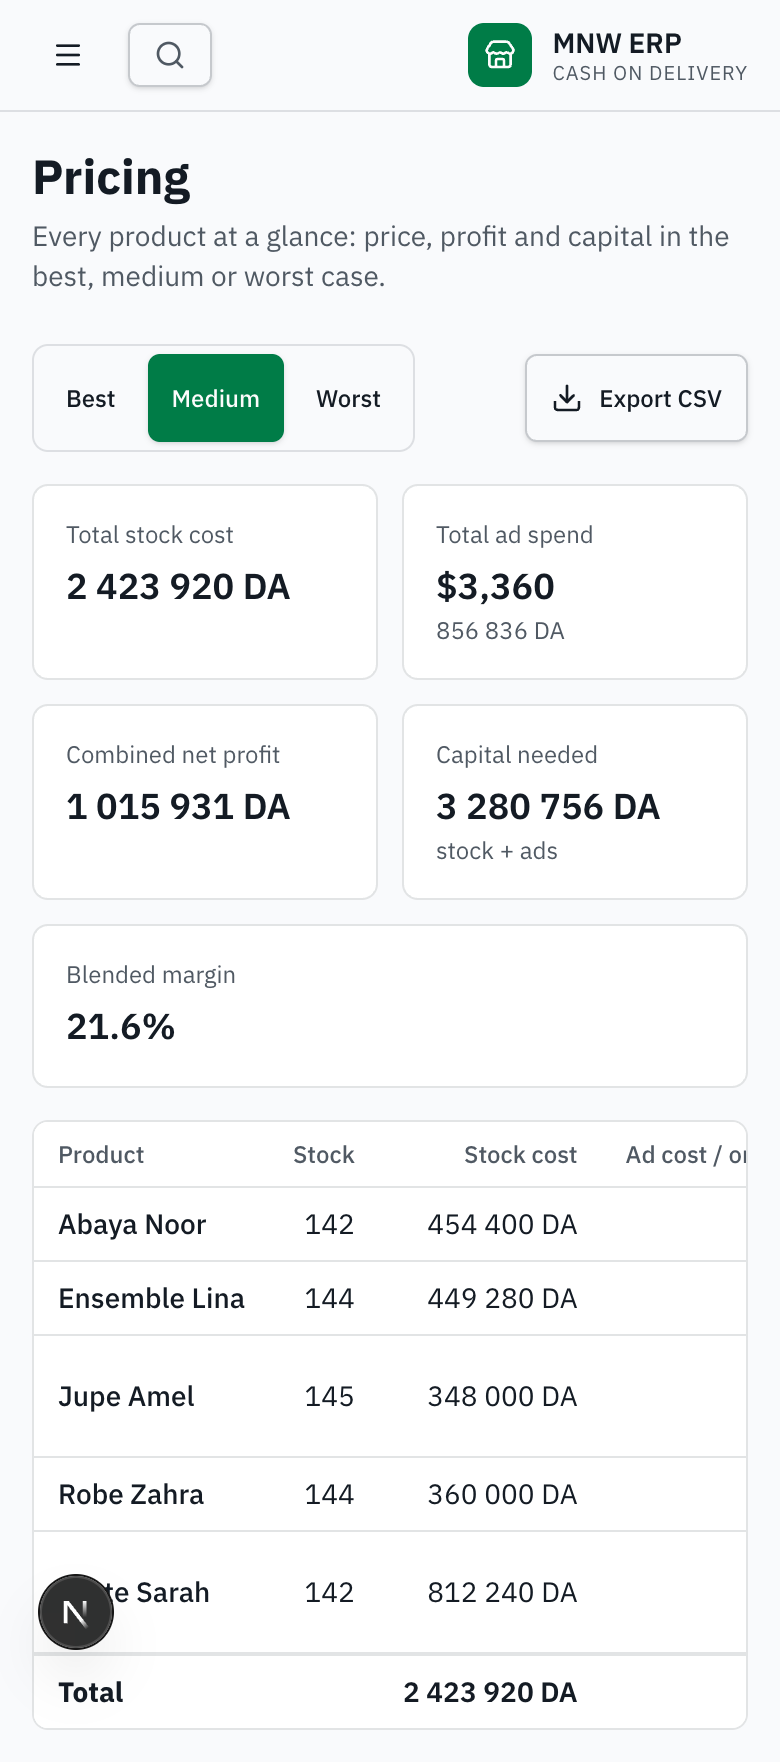 MNW ERP
CASH ON DELIVERY
Pricing
Every product at a glance: price, profit and capital in the
best, medium or worst case.
Best Medium Worst Export CSV
Total stock cost
2 423 920 DA
Total ad spend
$3,360
856 836 DA
Combined net profit
1 015 931 DA
Capital needed
3 280 756 DA
stock + ads
Blended margin
21.6%
Product Stock Stock cost Ad cost /
Abaya Noor 142 454 400 DA
Ensemble Lina 144 449 280 DA
Jupe Amel 145 348 000 DA
Robe Zahra 144 360 000 DA
Sarah 142 812 240 DA
N
Total 2 423 920 DA